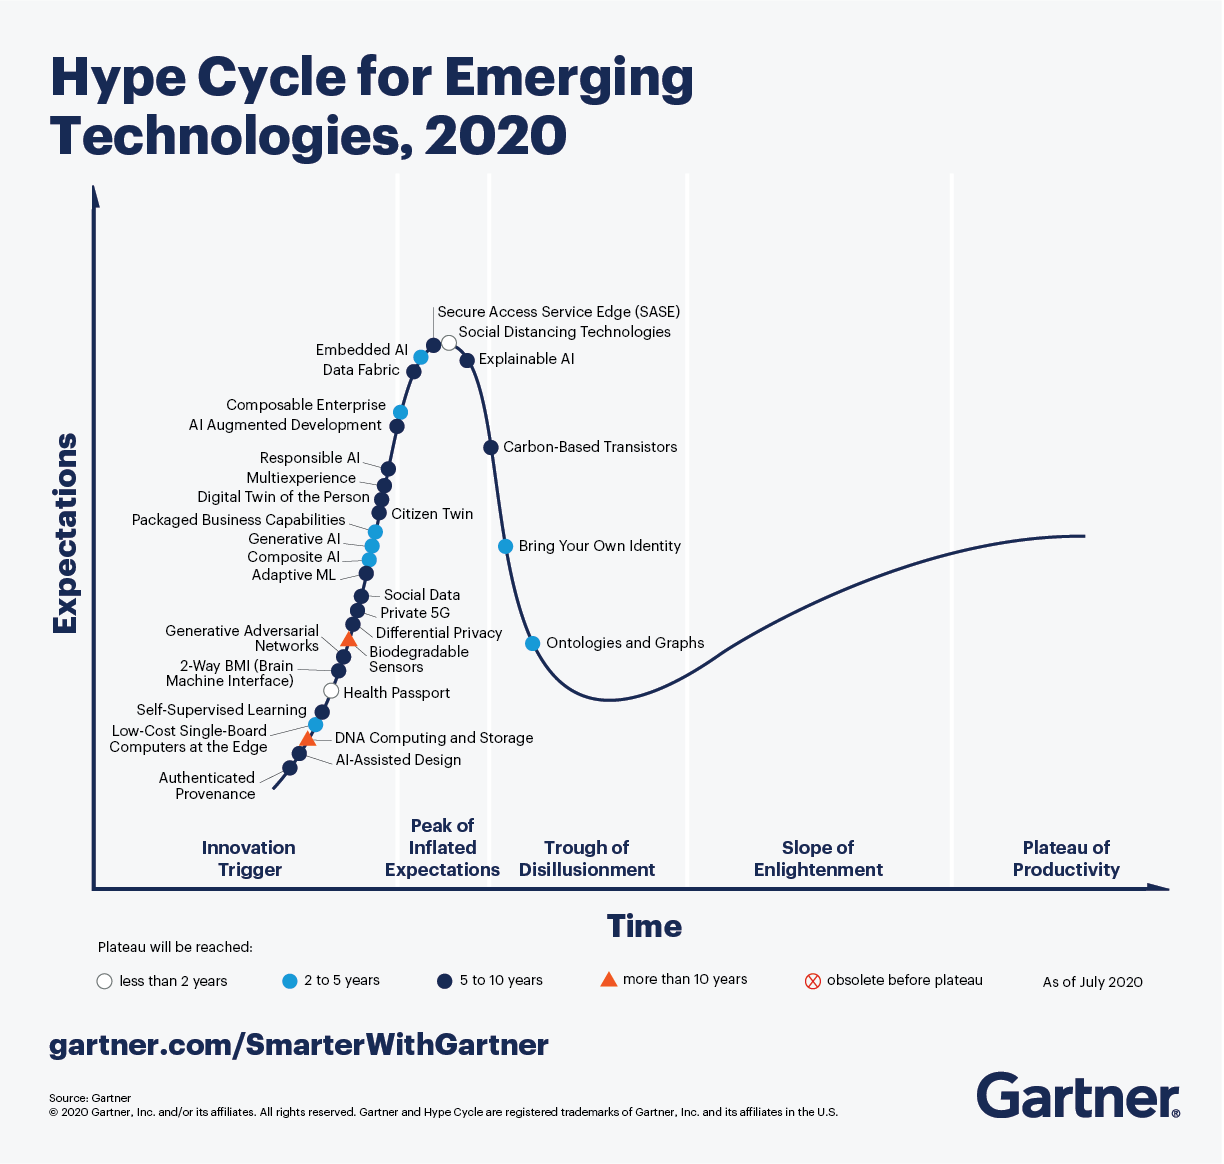 Hype Cycle for Emerging
Technologies, 2020
Expectations
Secure Access Service Edge (SASE)
Social Distancing Technologies
Embedded AI
Explainable AI
Data Fabric
Composable Enterprise
AI Augmented Development
Carbon-Based Transistors
Responsible AI
Multiexperience
Digital Twin of the Person
Citizen Twin
Packaged Business Capabilities
Generative AI
Bring Your Own Identity
Composite AI
Adaptive ML
Social Data
Private 5G
Differential Privacy
Generative Adversarial
Networks
Ontologies and Graphs
Biodegradable
Sensors
2-Way BMI (Brain
Machine Interface)
Health Passport
Self-Supervised Learning
Low-Cost Single-Board
Computers at the Edge
DNA Computing and Storage
AI-Assisted Design
Authenticated
Provenance
Innovation
Trigger
Peak of
Inflated
Expectations
Trough of
Disillusionment
Slope of
Enlightenment
Plateau of
Productivity
Time
Plateau will be reached:
less than 2 years
2 to 5 years
5 to 10 years
more than 10 years
obsolete before plateau
As of July 2020
gartner.com/SmarterWithGartner
Source: Gartner
© 2020 Gartner, Inc. and/or its affiliates. All rights reserved. Gartner and Hype Cycle are registered trademarks of Gartner, Inc. and its affiliates in the U.S.
Gartner®